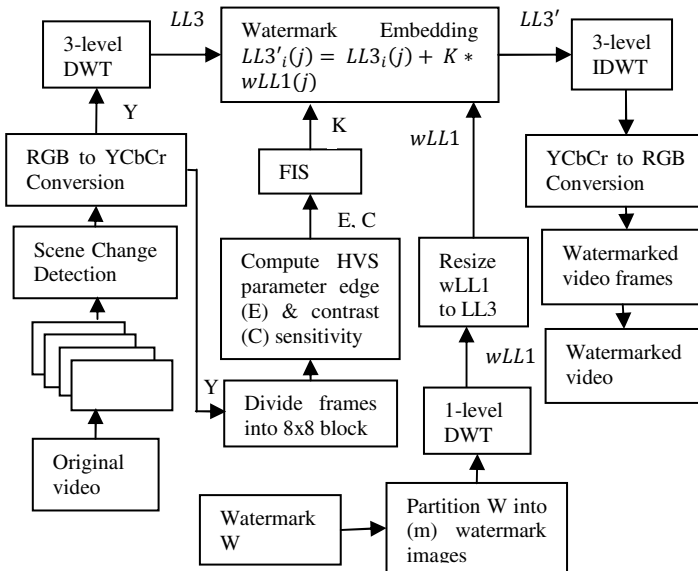 LL3
3-level
DWT
Watermark Embedding
LL3'ᵢ(j) = LL3ᵢ(j) + K *
wLL1(j)
LL3'
3-level
IDWT
Y
RGB to YCbCr
Conversion
K
FIS
wLL1
YCbCr to RGB
Conversion
E, C
Scene Change
Detection
Compute HVS
parameter edge
(E) & contrast
(C) sensitivity
Resize
wLL1
to LL3
Watermarked
video frames
wLL1
Watermarked
video
Y
Divide frames
into 8x8 block
1-level
DWT
Original
video
Watermark
W
Partition W into
(m) watermark
images